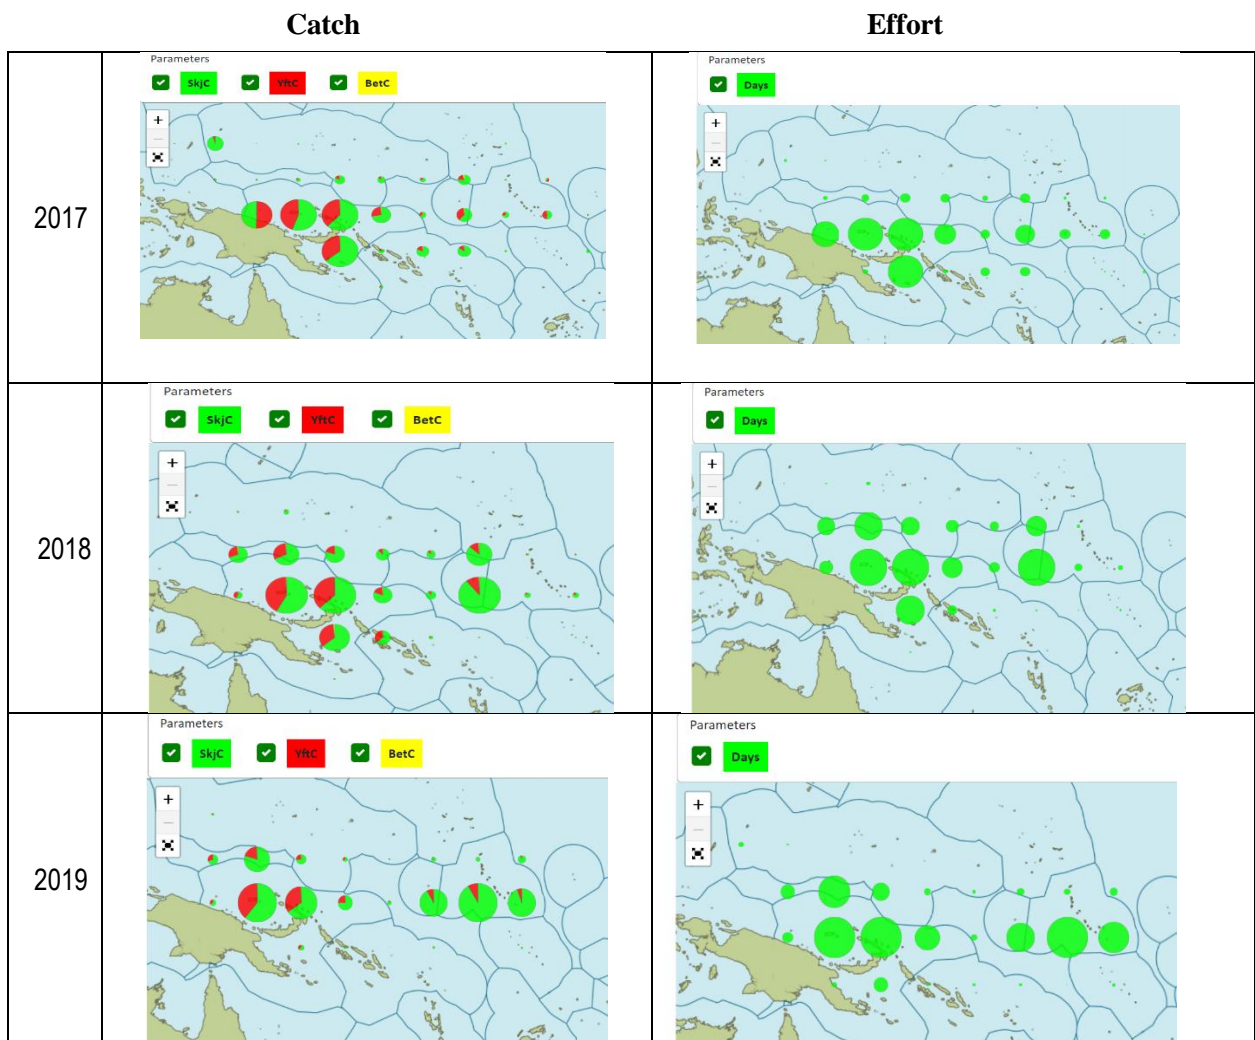 Catch Effort
Parameters
SkjC YftC BetC
+
−
Parameters
Days
+
−
2017
Parameters
SkjC YftC BetC
+
−
Parameters
Days
+
−
2018
Parameters
SkjC YftC BetC
+
−
Parameters
Days
+
−
2019